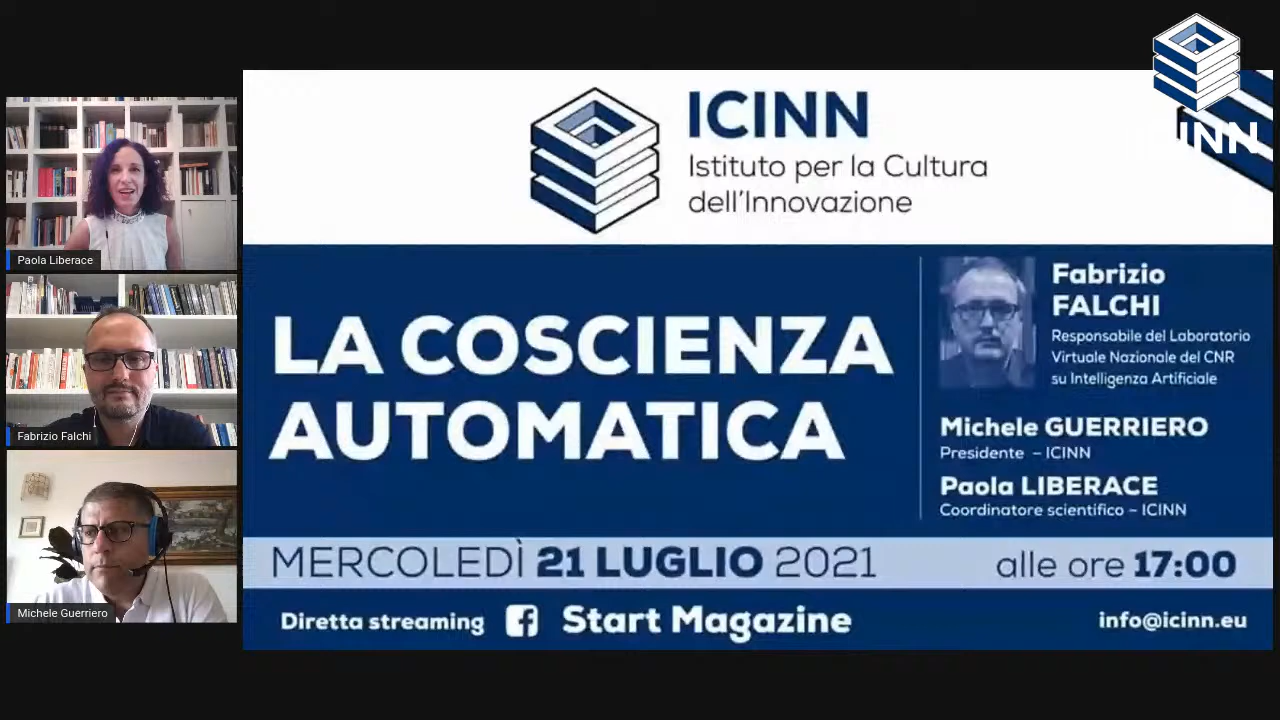 Paola Liberace
Fabrizio Falchi
Michele Guerriero
ICINN
Istituto per la Cultura
dell'Innovazione
LA COSCIENZA
AUTOMATICA
Fabrizio
FALCHI
Responsabile del Laboratorio
Virtuale Nazionale del CNR
su Intelligenza Artificiale
Michele GUERRIERO
Presidente – ICINN
Paola LIBERACE
Coordinatore scientifico – ICINN
MERCOLEDÌ 21 LUGLIO 2021
alle ore 17:00
Diretta streaming
Start Magazine
info@icinn.eu